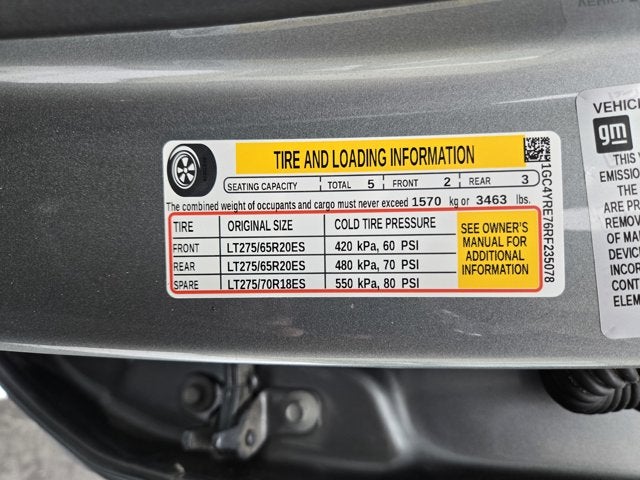 TIRE AND LOADING INFORMATION
SEATING CAPACITY TOTAL 5 FRONT 2 REAR 3
The combined weight of occupants and cargo must never exceed 1570 kg or 3463 lbs.
TIRE ORIGINAL SIZE COLD TIRE PRESSURE
FRONT LT275/65R20ES 420 kPa, 60 PSI
REAR LT275/65R20ES 480 kPa, 70 PSI
SPARE LT275/70R18ES 550 kPa, 80 PSI
SEE OWNER'S
MANUAL FOR
ADDITIONAL
INFORMATION
1GC4YRE76RF235078
VEHIC
gm
THIS
EMISSIO
THE
ARE PR
REMOV
OF MA
DEVIC
INCO
CONT
ELEM